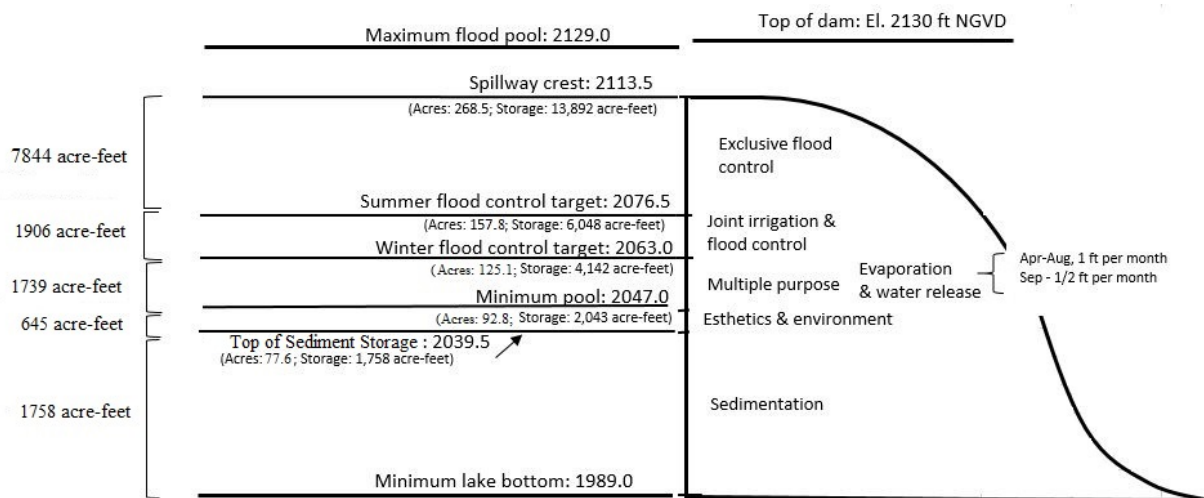 Top of dam: El. 2130 ft NGVD
Maximum flood pool: 2129.0
Spillway crest: 2113.5
(Acres: 268.5; Storage: 13,892 acre-feet)
7844 acre-feet
Exclusive flood
control
Summer flood control target: 2076.5
(Acres: 157.8; Storage: 6,048 acre-feet)
1906 acre-feet
Joint irrigation &
flood control
Winter flood control target: 2063.0
(Acres: 125.1; Storage: 4,142 acre-feet)
1739 acre-feet
Multiple purpose
Evaporation
& water release
Apr-Aug, 1 ft per month
Sep - 1/2 ft per month
Minimum pool: 2047.0
(Acres: 92.8; Storage: 2,043 acre-feet)
645 acre-feet
Esthetics & environment
Top of Sediment Storage : 2039.5
(Acres: 77.6; Storage: 1,758 acre-feet)
1758 acre-feet
Sedimentation
Minimum lake bottom: 1989.0